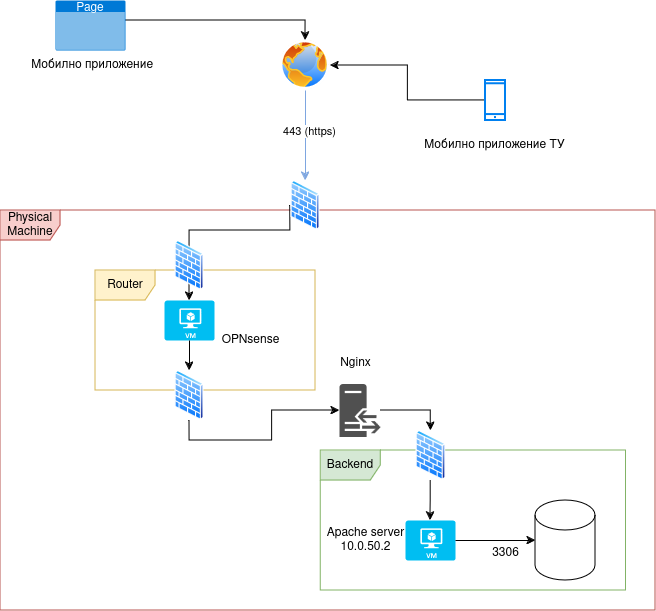 Page
Мобилно приложение
443 (https)
Мобилно приложение ТУ
Physical
Machine
Router
VM
OPNsense
Nginx
Backend
Apache server
10.0.50.2
VM
3306